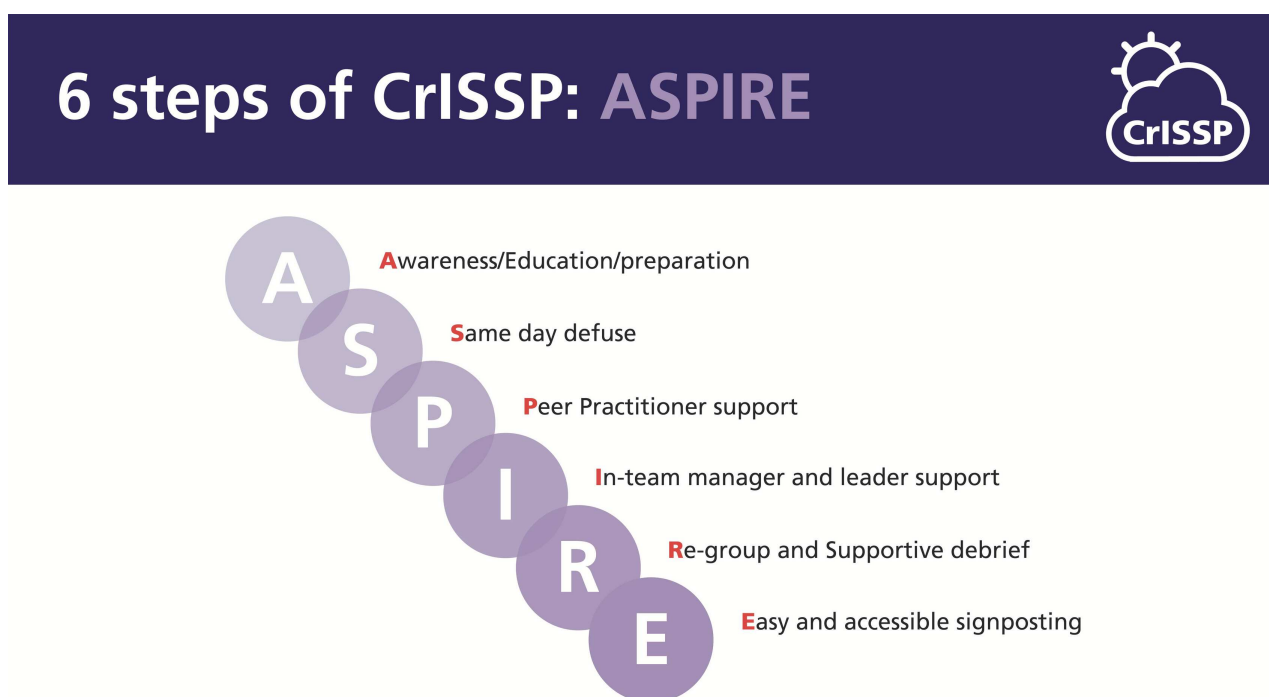 6 steps of CrISSP: ASPIRE
CrISSP
A
Awareness/Education/preparation
S
Same day defuse
P
Peer Practitioner support
I
In-team manager and leader support
R
Re-group and Supportive debrief
E
Easy and accessible signposting